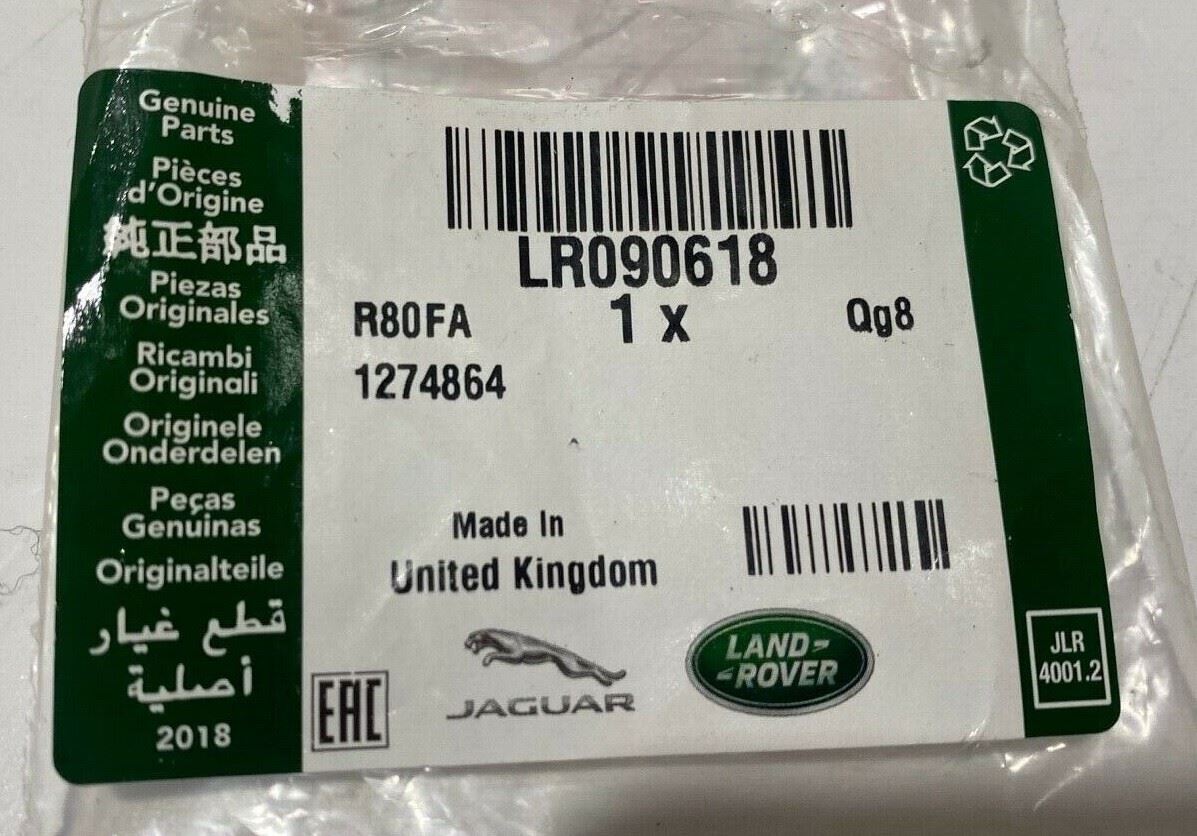 Genuine
Parts
Pièces
d'Origine
純正部品
Piezas
Originales
Ricambi
Originali
Originele
Onderdelen
Peças
Genuinas
Originalteile
قطع غيار
أصلية
2018
LR090618
R80FA 1 x Qg8
1274864
Made In
United Kingdom
EAC
JAGUAR
LAND-
-ROVER
JLR
4001.2